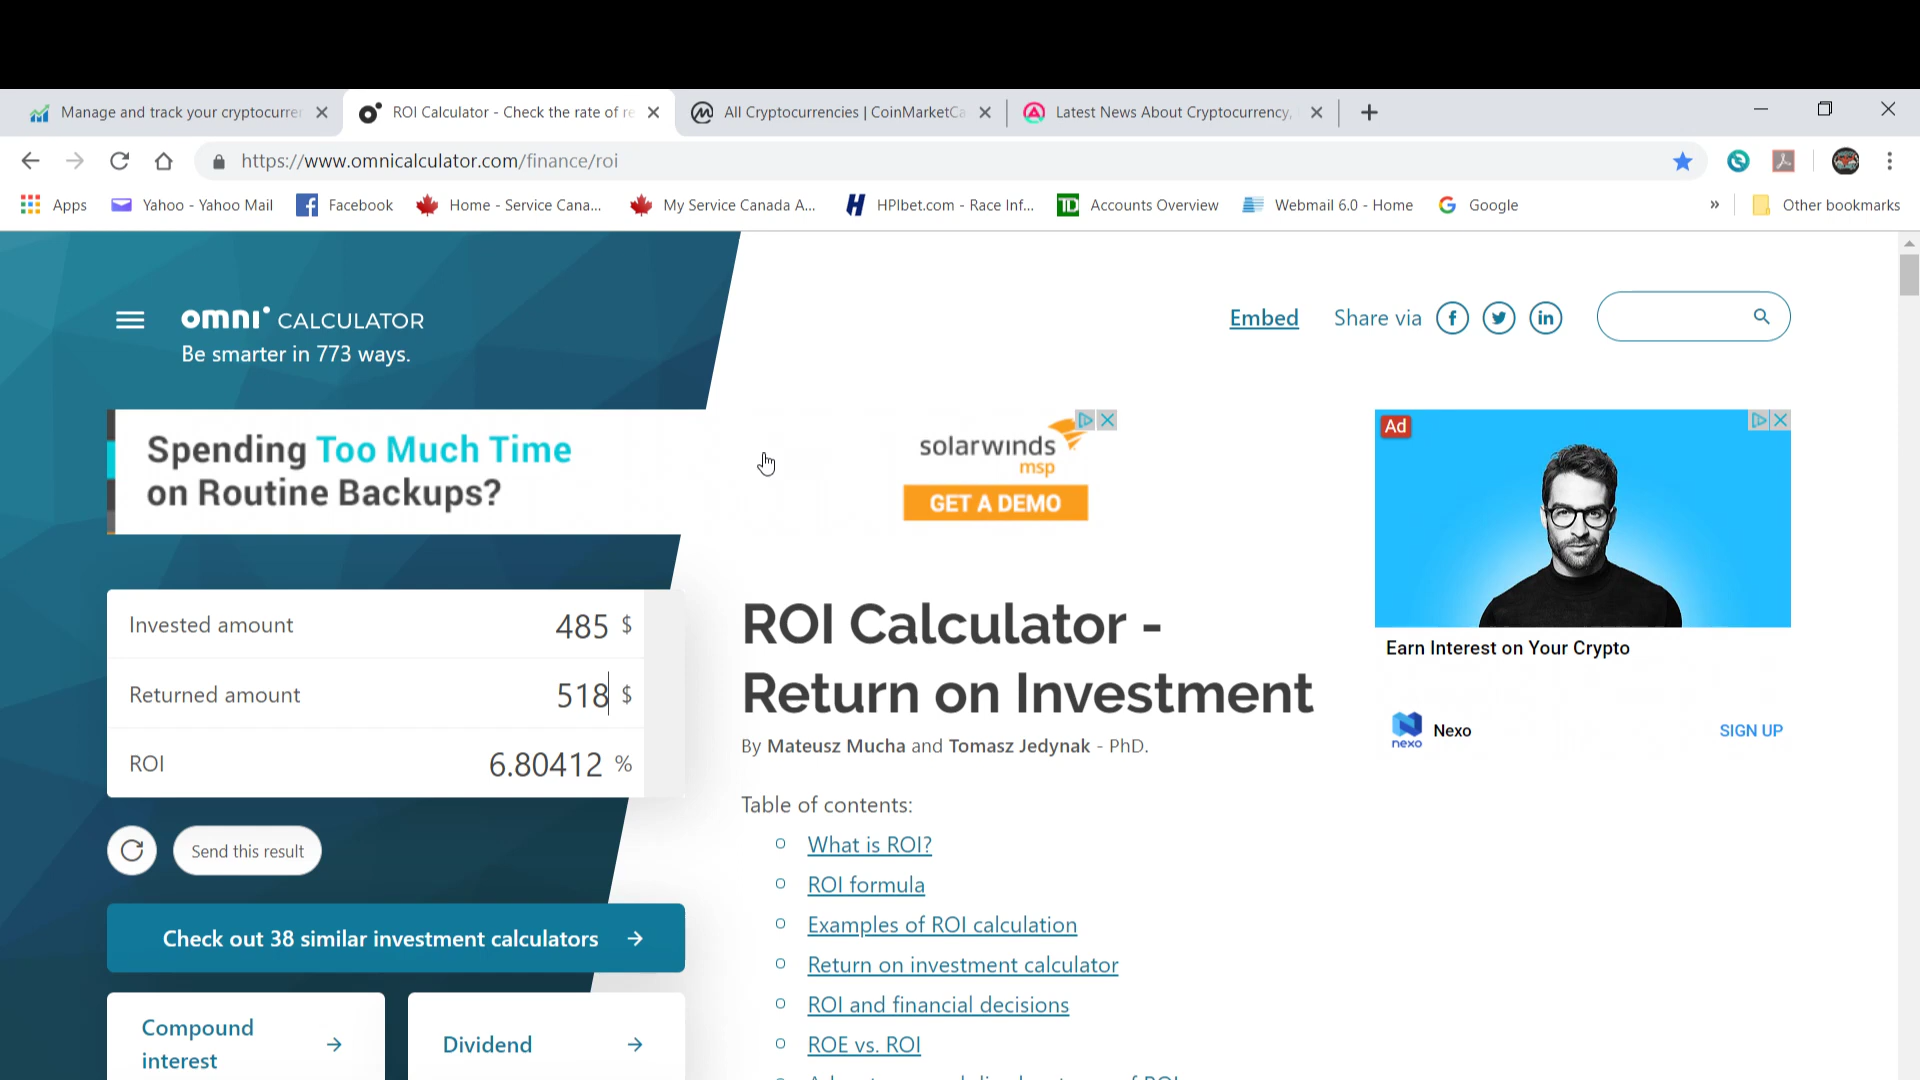 Manage and track your cryptocurre
ROI Calculator - Check the rate of re
All Cryptocurrencies | CoinMarketCa
Latest News About Cryptocurrency,
https://www.omnicalculator.com/finance/roi
Apps
Yahoo - Yahoo Mail
Facebook
Home - Service Cana...
My Service Canada A...
HPIbet.com - Race Inf...
TD
Accounts Overview
Webmail 6.0 - Home
Google
»
Other bookmarks
omni CALCULATOR
Be smarter in 773 ways.
Embed
Share via
Spending Too Much Time
on Routine Backups?
solarwinds
msp
GET A DEMO
Ad
Earn Interest on Your Crypto
nexo
Nexo
SIGN UP
Invested amount 485 $
Returned amount 518 $
ROI 6.80412 %
Send this result
Check out 38 similar investment calculators
Compound
interest
Dividend
ROI Calculator -
Return on Investment
By Mateusz Mucha and Tomasz Jedynak - PhD.
Table of contents:
What is ROI?
ROI formula
Examples of ROI calculation
Return on investment calculator
ROI and financial decisions
ROE vs. ROI